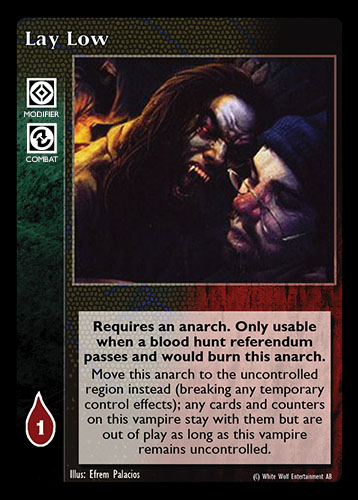 Lay Low
MODIFIER
COMBAT
Requires an anarch. Only usable
when a blood hunt referendum
passes and would burn this anarch.
Move this anarch to the uncontrolled
region instead (breaking any temporary
control effects); any cards and counters
on this vampire stay with them but are
out of play as long as this vampire
remains uncontrolled.
1
Illus: Efrem Palacios
(C) White Wolf Entertainment AB